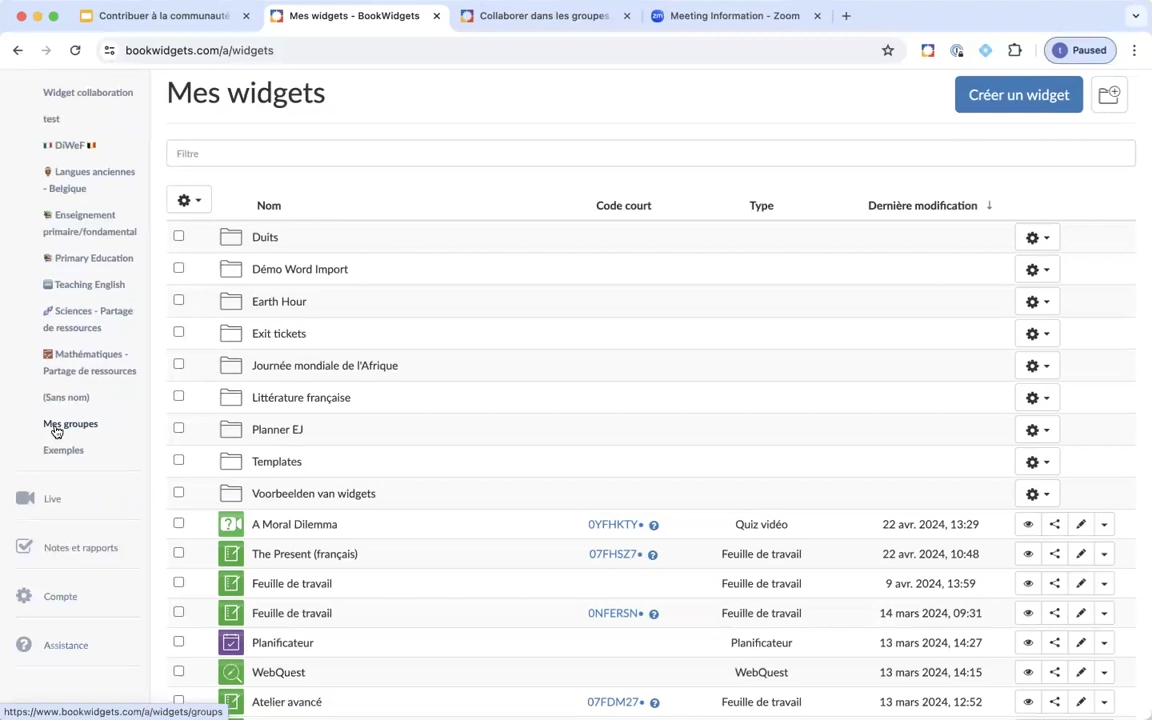 Contribuer à la communauté
Mes widgets - BookWidgets
Collaborer dans les groupes
Meeting Information - Zoom
bookwidgets.com/a/widgets
t Paused
Widget collaboration
test
DiWeF
Langues anciennes
- Belgique
Enseignement
primaire/fondamental
Primary Education
Teaching English
Sciences - Partage
de ressources
Mathématiques -
Partage de ressources
(Sans nom)
Mes groupes
Exemples
Live
Notes et rapports
Compte
Assistance
https://www.bookwidgets.com/a/widgets/groups
Mes widgets
Créer un widget
Filtre
Nom Code court Type Dernière modification ↓
Duits
Démo Word Import
Earth Hour
Exit tickets
Journée mondiale de l'Afrique
Littérature française
Planner EJ
Templates
Voorbeelden van widgets
A Moral Dilemma 0YFHKTY• Quiz vidéo 22 avr. 2024, 13:29
The Present (français) 07FHSZ7• Feuille de travail 22 avr. 2024, 10:48
Feuille de travail Feuille de travail 9 avr. 2024, 13:59
Feuille de travail 0NFERSN• Feuille de travail 14 mars 2024, 09:31
Planificateur Planificateur 13 mars 2024, 14:27
WebQuest WebQuest 13 mars 2024, 14:15
Atelier avancé 07FDM27• Feuille de travail 13 mars 2024, 12:52